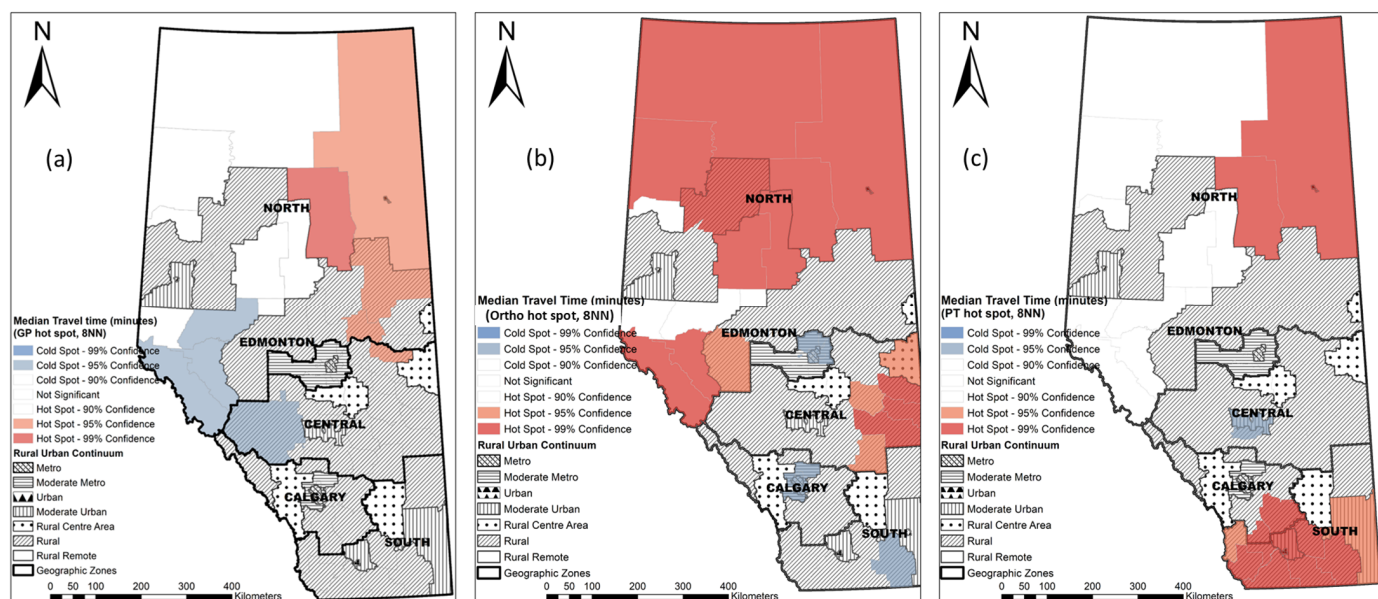 N
(a)
NORTH
EDMONTON
CENTRAL
CALGARY
SOUTH
Median Travel time (minutes)
(GP hot spot, 8NN)
Cold Spot - 99% Confidence
Cold Spot - 95% Confidence
Cold Spot - 90% Confidence
Not Significant
Hot Spot - 90% Confidence
Hot Spot - 95% Confidence
Hot Spot - 99% Confidence
Rural Urban Continuum
Metro
Moderate Metro
Urban
Moderate Urban
Rural Centre Area
Rural
Rural Remote
Geographic Zones
0 50 100 200 300 400
Kilometers
N
(b)
NORTH
EDMONTON
CENTRAL
CALGARY
SOUTH
Median Travel Time (minutes)
(Ortho hot spot, 8NN)
Cold Spot - 99% Confidence
Cold Spot - 95% Confidence
Cold Spot - 90% Confidence
Not Significant
Hot Spot - 90% Confidence
Hot Spot - 95% Confidence
Hot Spot - 99% Confidence
Rural Urban Continuum
Metro
Moderate Metro
Urban
Moderate Urban
Rural Centre Area
Rural
Rural Remote
Geographic Zones
0 50 100 200 300 400
Kilometers
N
(c)
NORTH
EDMONTON
CENTRAL
CALGARY
SOUTH
Median Travel Time (minutes)
(PT hot spot, 8NN)
Cold Spot - 99% Confidence
Cold Spot - 95% Confidence
Cold Spot - 90% Confidence
Not Significant
Hot Spot - 90% Confidence
Hot Spot - 95% Confidence
Hot Spot - 99% Confidence
Rural Urban Continuum
Metro
Moderate Metro
Urban
Moderate Urban
Rural Centre Area
Rural
Rural Remote
Geographic Zones
0 50 100 200 300 400
Kilometers